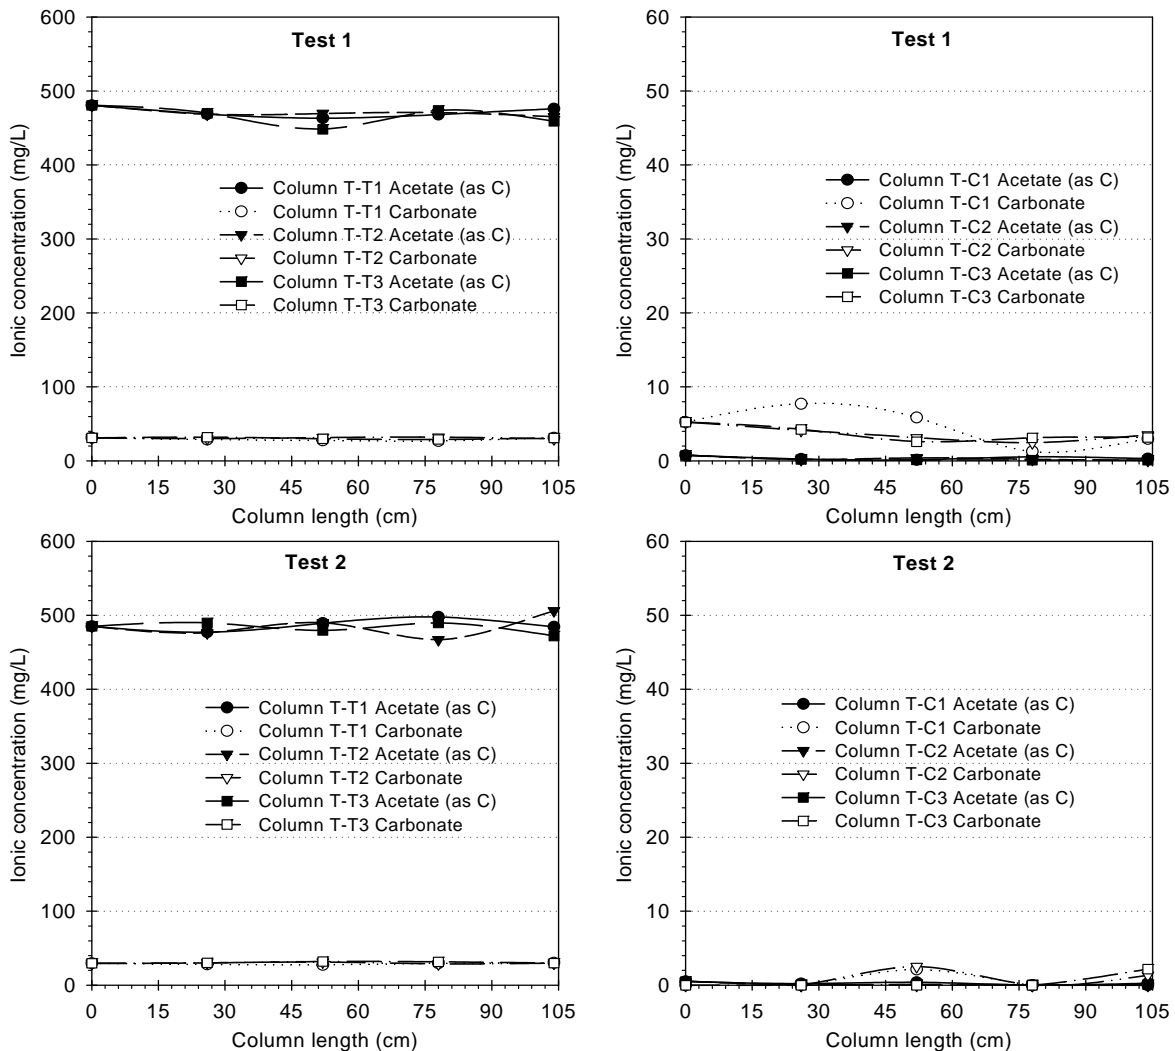 Test 1
600
500
400
300
200
100
0
Ionic concentration (mg/L)
Column T-T1 Acetate (as C)
Column T-T1 Carbonate
Column T-T2 Acetate (as C)
Column T-T2 Carbonate
Column T-T3 Acetate (as C)
Column T-T3 Carbonate
0 15 30 45 60 75 90 105
Column length (cm)
Test 1
60
50
40
30
20
10
0
Ionic concentration (mg/L)
Column T-C1 Acetate (as C)
Column T-C1 Carbonate
Column T-C2 Acetate (as C)
Column T-C2 Carbonate
Column T-C3 Acetate (as C)
Column T-C3 Carbonate
0 15 30 45 60 75 90 105
Column length (cm)
Test 2
600
500
400
300
200
100
0
Ionic concentration (mg/L)
Column T-T1 Acetate (as C)
Column T-T1 Carbonate
Column T-T2 Acetate (as C)
Column T-T2 Carbonate
Column T-T3 Acetate (as C)
Column T-T3 Carbonate
0 15 30 45 60 75 90 105
Column length (cm)
Test 2
60
50
40
30
20
10
0
Ionic concentration (mg/L)
Column T-C1 Acetate (as C)
Column T-C1 Carbonate
Column T-C2 Acetate (as C)
Column T-C2 Carbonate
Column T-C3 Acetate (as C)
Column T-C3 Carbonate
0 15 30 45 60 75 90 105
Column length (cm)